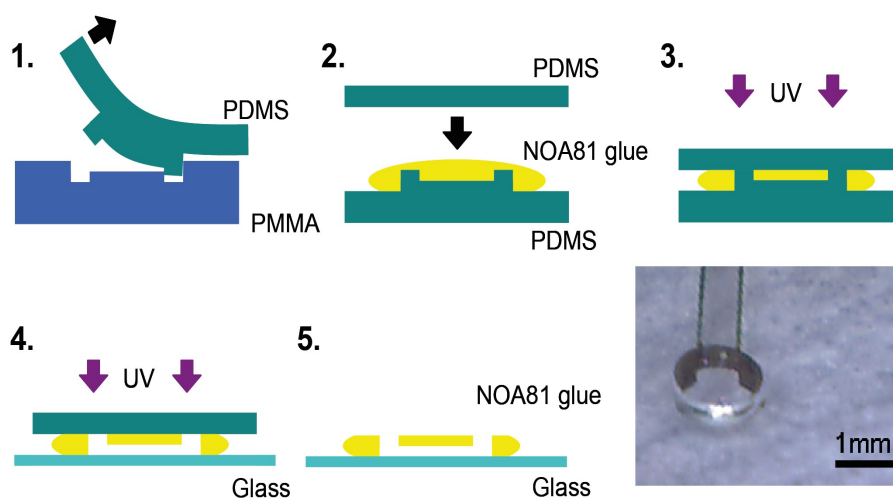 1.
PDMS
PMMA
2.
PDMS
NOA81 glue
PDMS
3.
UV
4.
UV
Glass
5.
NOA81 glue
Glass
1mm